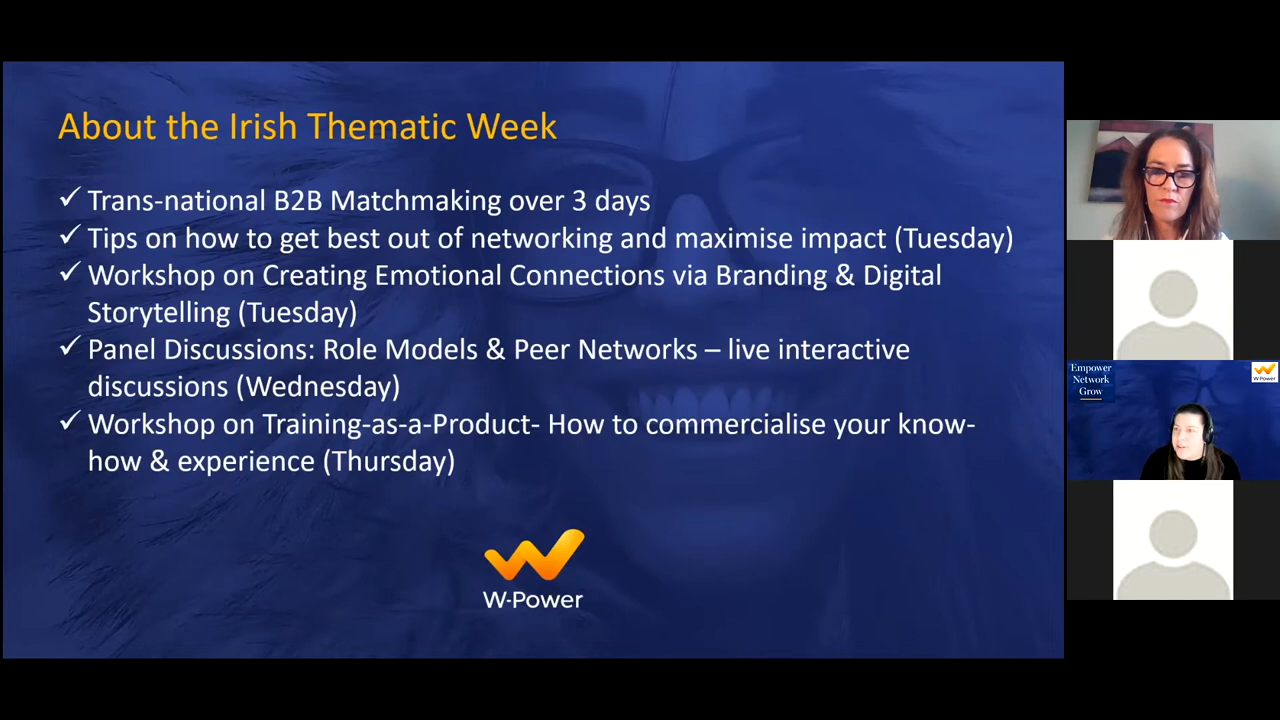 About the Irish Thematic Week
✓ Trans-national B2B Matchmaking over 3 days
✓ Tips on how to get best out of networking and maximise impact (Tuesday)
✓ Workshop on Creating Emotional Connections via Branding & Digital
Storytelling (Tuesday)
✓ Panel Discussions: Role Models & Peer Networks – live interactive
discussions (Wednesday)
✓ Workshop on Training-as-a-Product- How to commercialise your know-
how & experience (Thursday)
W-Power
Empower
Network
Grow
W-Power